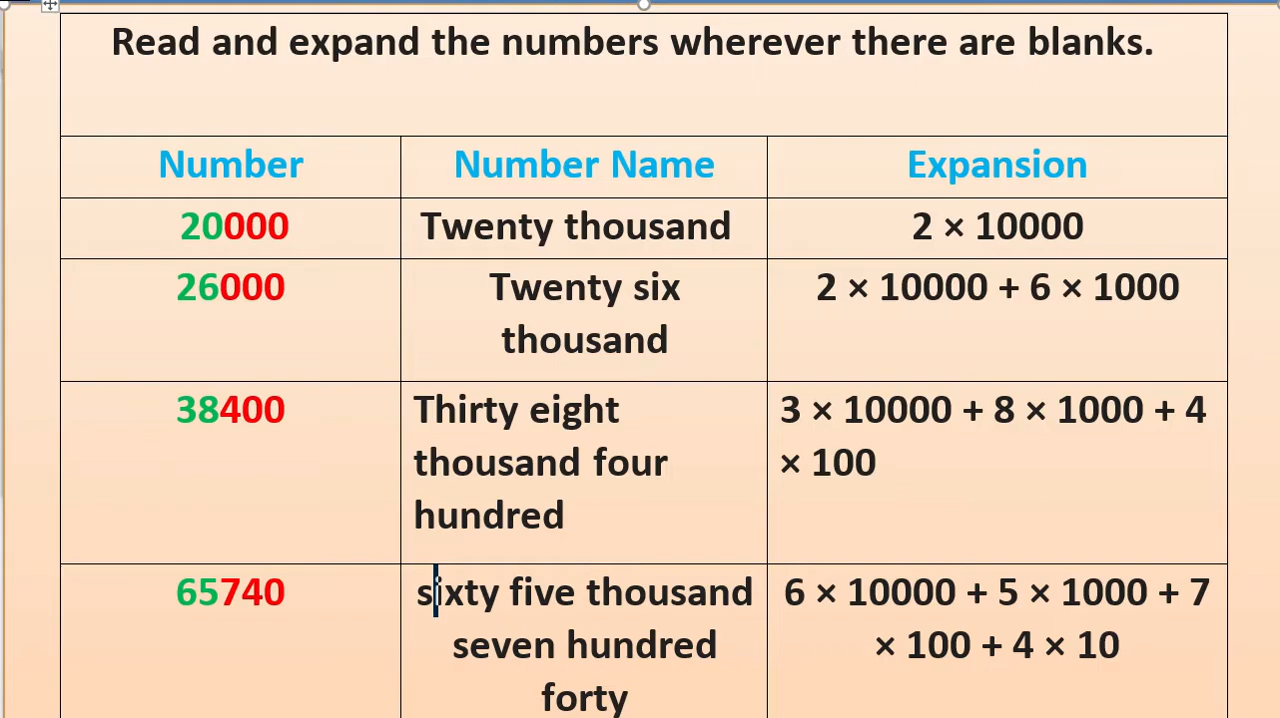 Read and expand the numbers wherever there are blanks.
Number Number Name Expansion
20000 Twenty thousand 2 × 10000
26000 Twenty six 2 × 10000 + 6 × 1000
thousand
38400 Thirty eight 3 × 10000 + 8 × 1000 + 4
thousand four × 100
hundred
65740 sixty five thousand 6 × 10000 + 5 × 1000 + 7
seven hundred × 100 + 4 × 10
forty